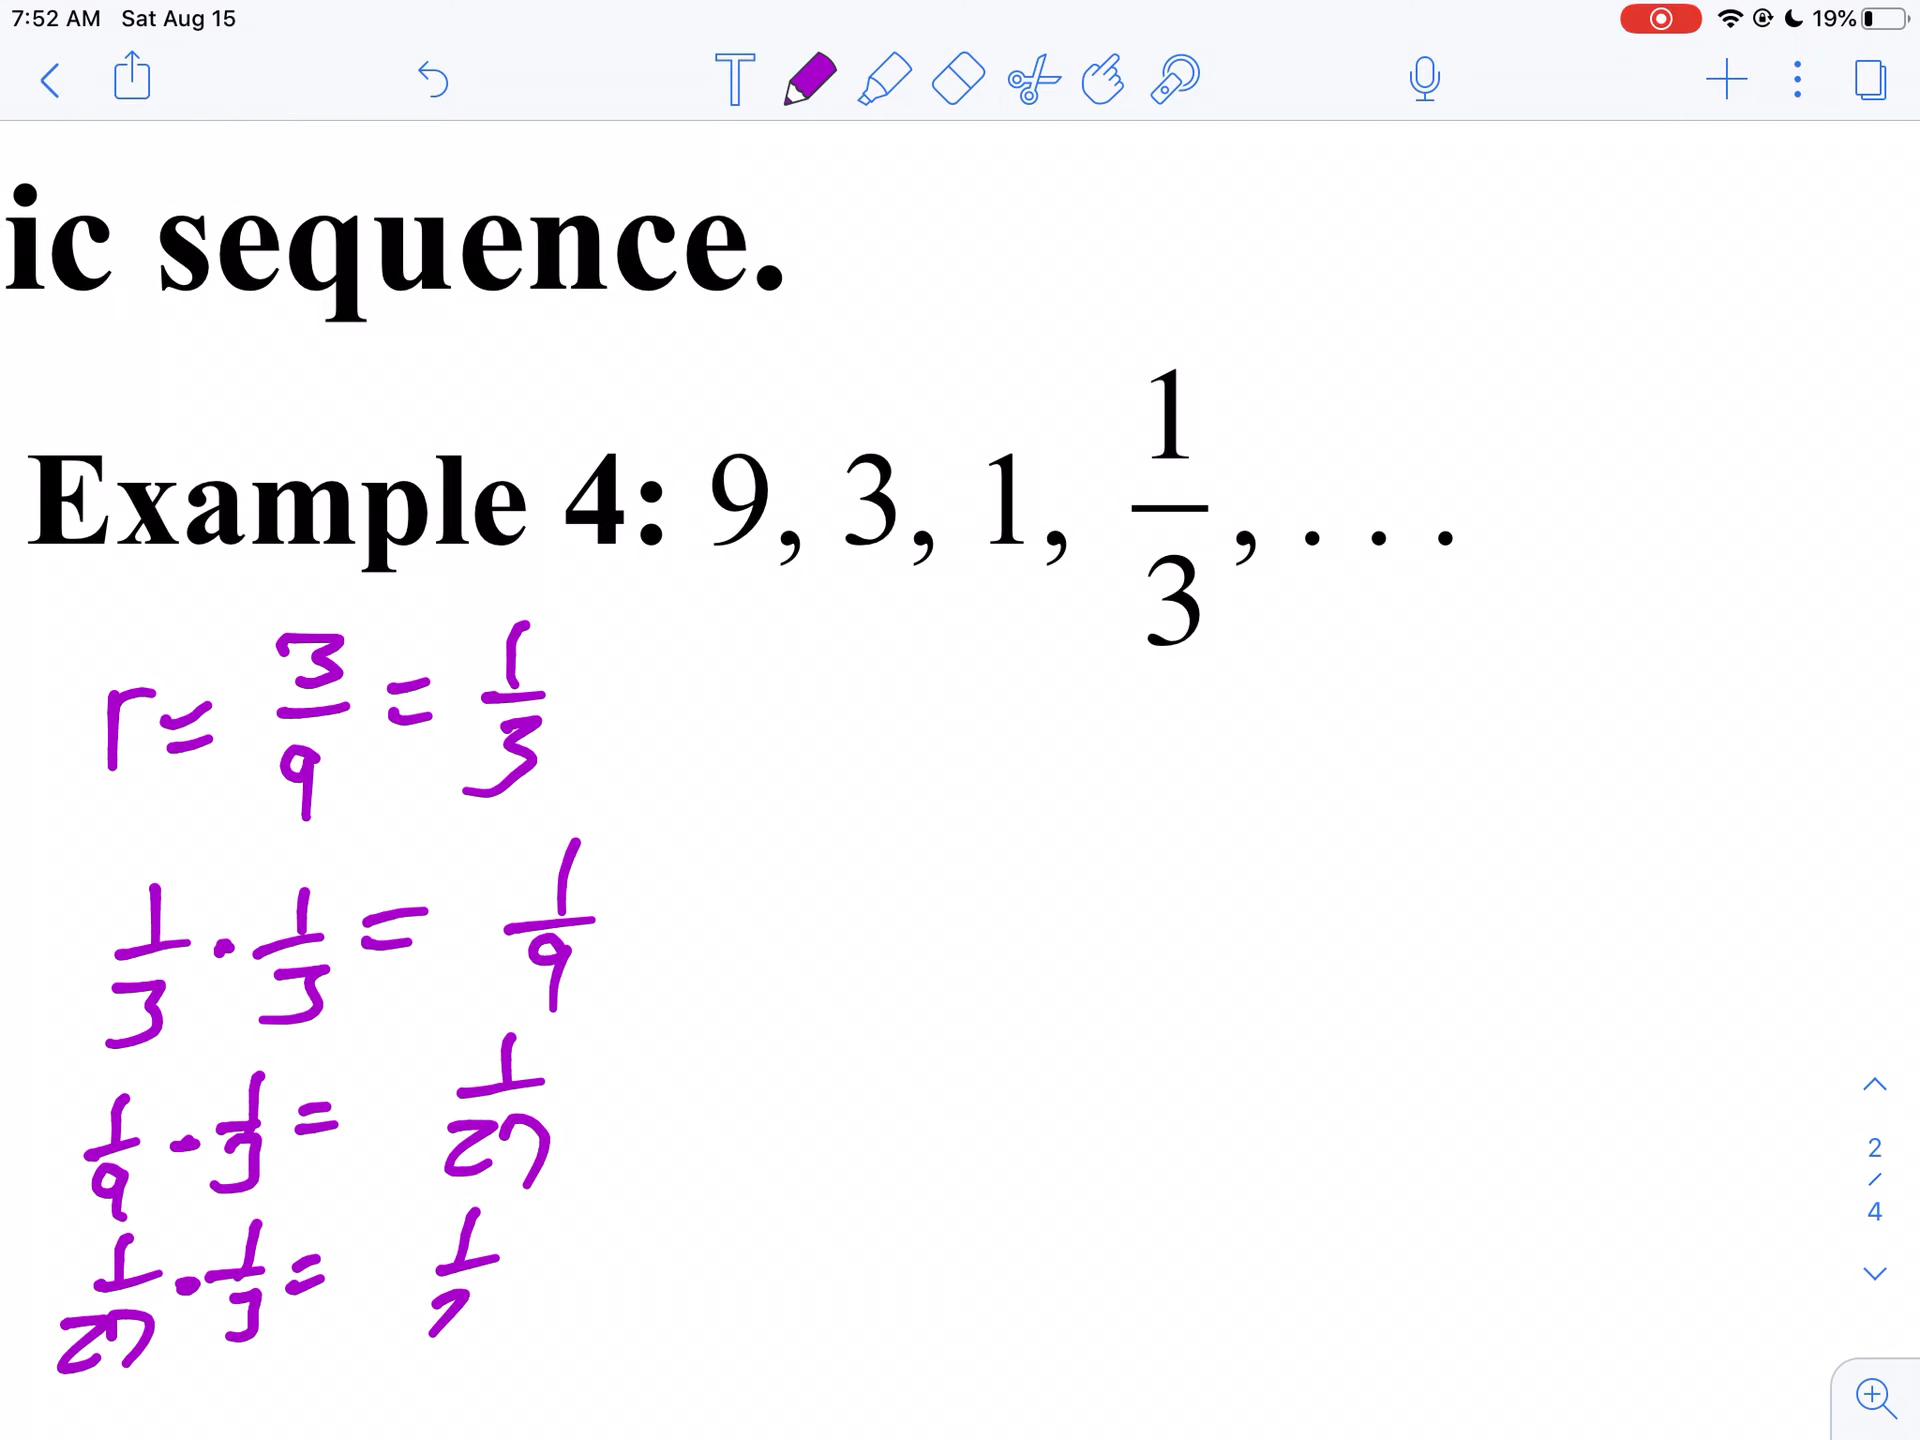 7:52 AM Sat Aug 15 19%
T
ic sequence.
Example 4: 9, 3, 1, 1/3, . . .
r = 3/9 = 1/3
1/3 · 1/3 = 1/9
1/9 · 1/3 = 1/27
1/27 · 1/3 = 1/
2 / 4